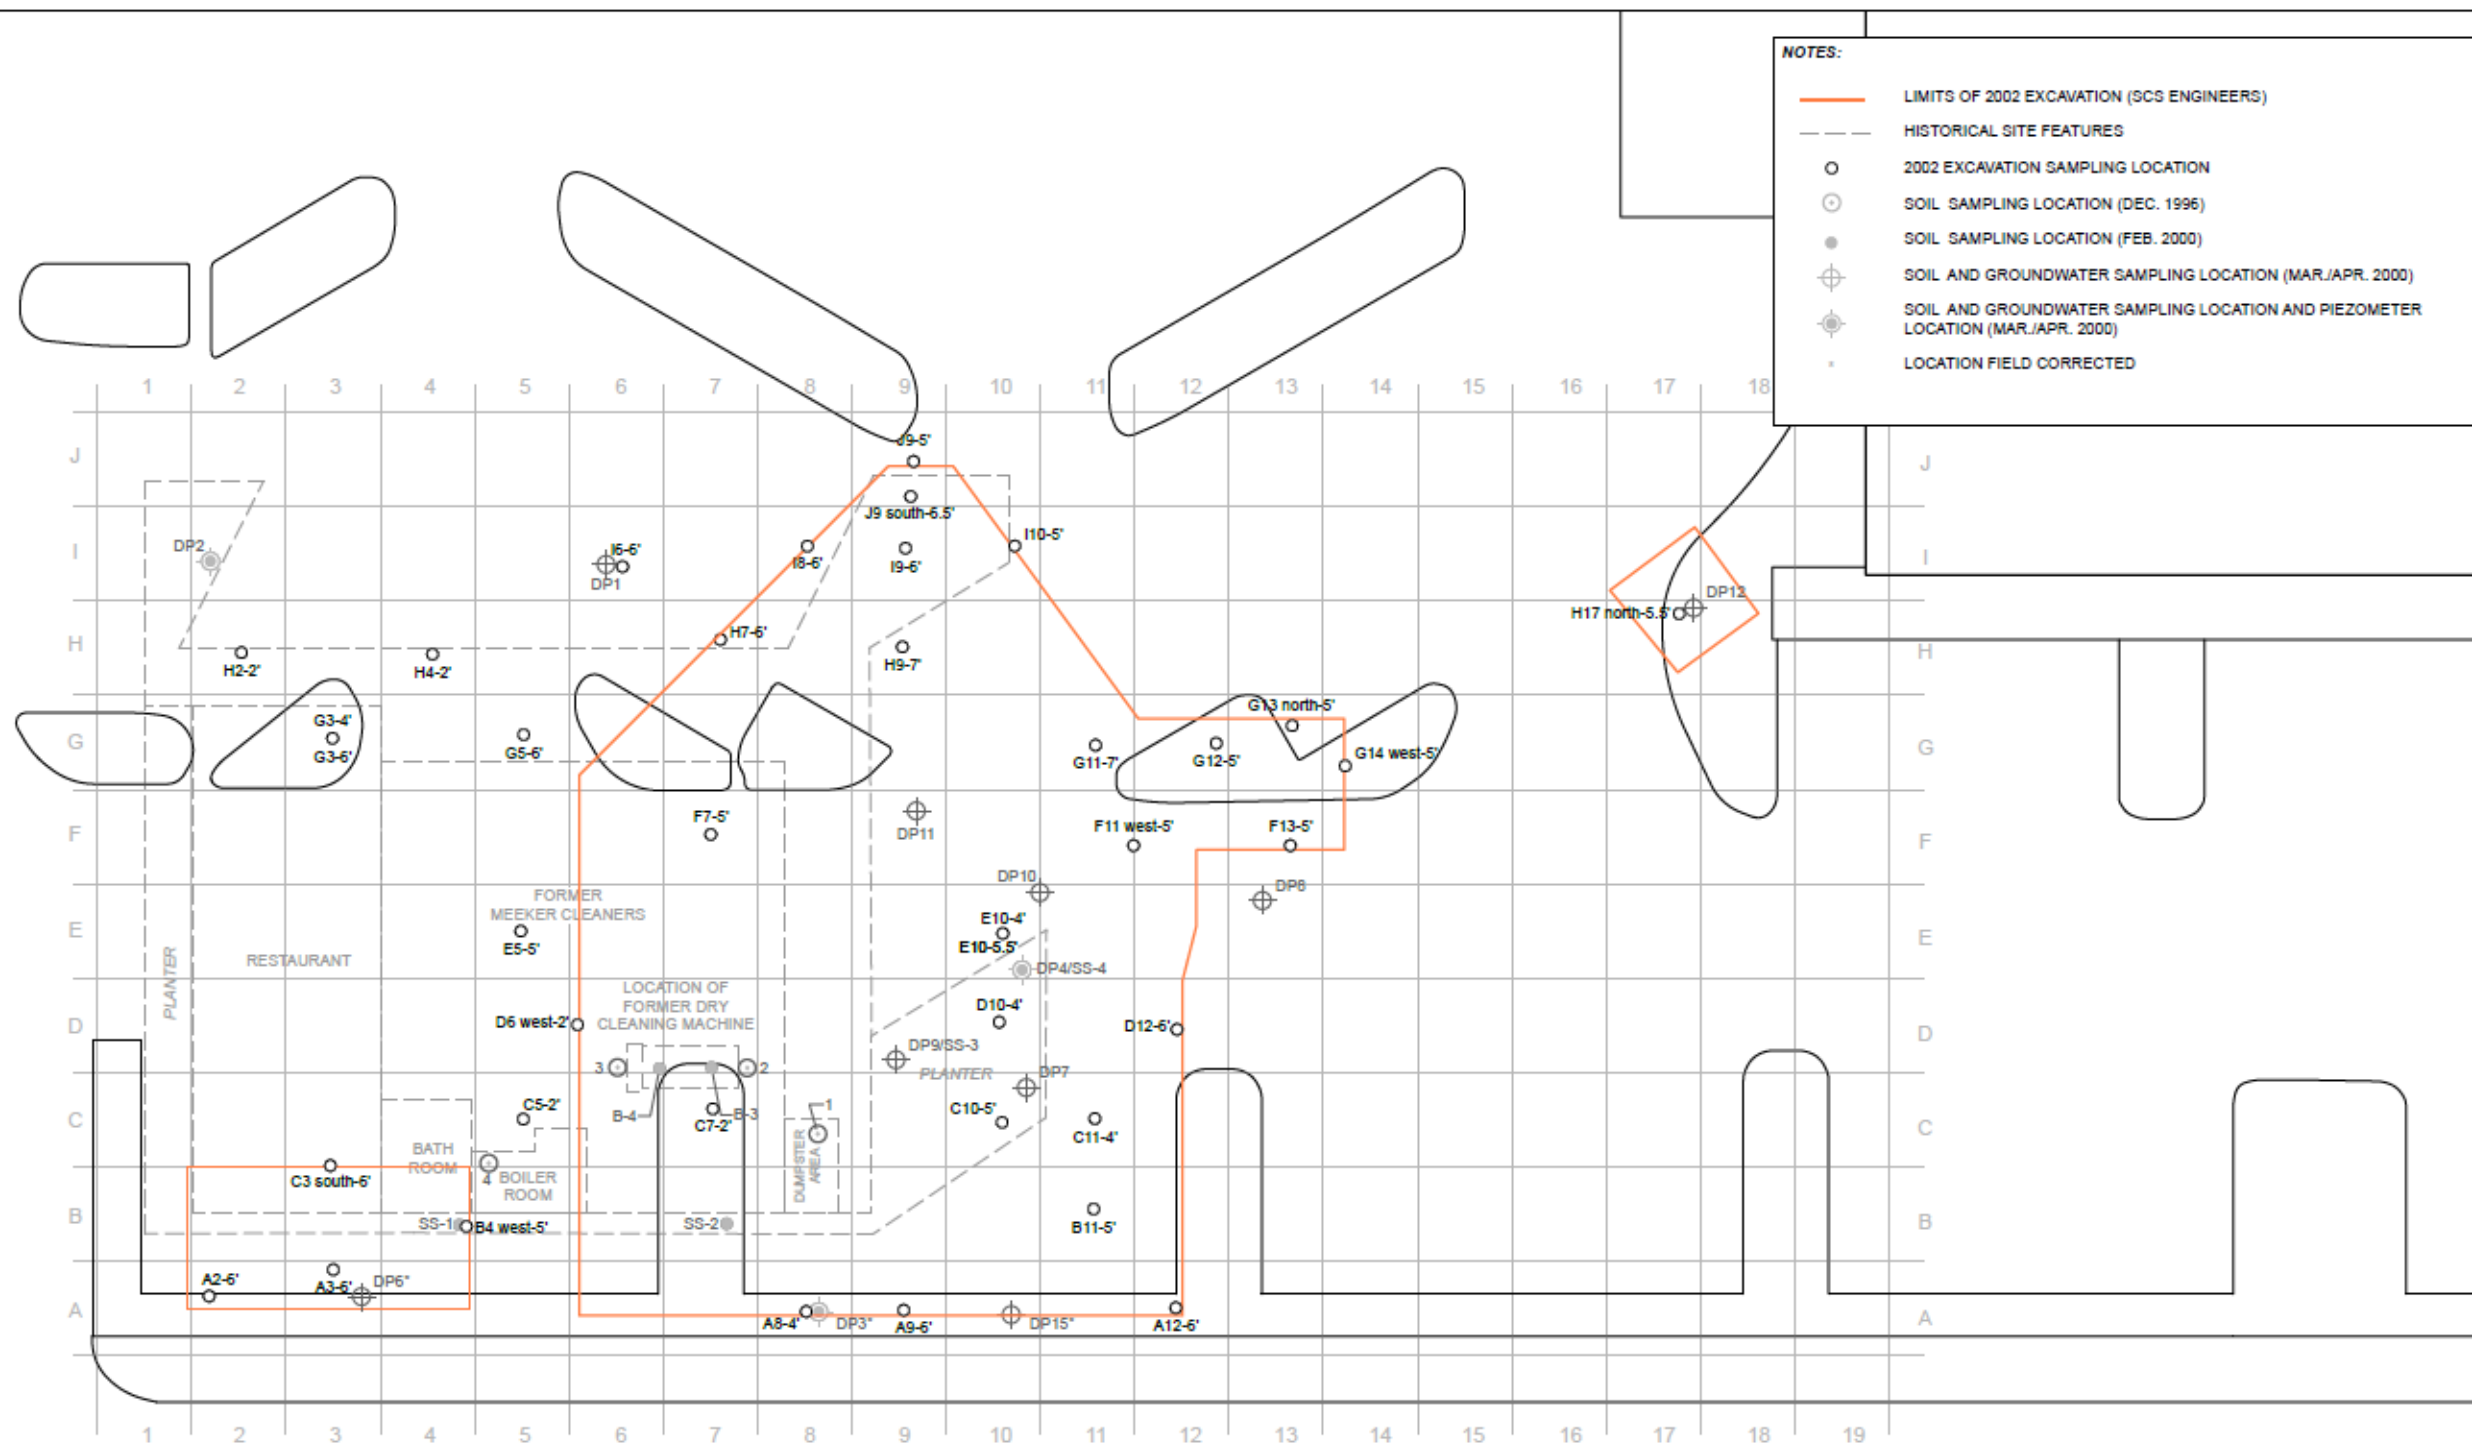 NOTES:
LIMITS OF 2002 EXCAVATION (SCS ENGINEERS)
HISTORICAL SITE FEATURES
2002 EXCAVATION SAMPLING LOCATION
SOIL SAMPLING LOCATION (DEC. 1996)
SOIL SAMPLING LOCATION (FEB. 2000)
SOIL AND GROUNDWATER SAMPLING LOCATION (MAR./APR. 2000)
SOIL AND GROUNDWATER SAMPLING LOCATION AND PIEZOMETER
LOCATION (MAR./APR. 2000)
LOCATION FIELD CORRECTED
1 2 3 4 5 6 7 8 9 10 11 12 13 14 15 16 17 18
J9-5'
J J
J9 south-6.5'
I10-5'
DP2
I6-6'
I I
I8-6'
I9-6'
DP1
DP12
H17 north-5.5'
H7-6'
H H
H9-7'
H2-2'
H4-2'
G13 north-5'
G3-4'
G G
G3-6'
G5-6'
G11-7'
G12-5'
G14 west-5'
F7-5'
F11 west-5'
F13-5'
F F
DP11
DP10
DP8
FORMER
MEEKER CLEANERS
E10-4'
E E
E5-5'
E10-5.5'
RESTAURANT
PLANTER
DP4/SS-4
LOCATION OF
FORMER DRY
CLEANING MACHINE
D10-4'
D6 west-2'
D12-6'
D D
DP9/SS-3
3
2
PLANTER
DP7
C5-2'
B-4
B-3
1
C10-5'
C7-2'
C C
C11-4'
BATH
ROOM
DUMPSTER
AREA
C3 south-6'
4
BOILER
ROOM
B B
SS-1
B4 west-5'
SS-2
B11-5'
A2-6'
A3-6'
DP6*
A A
A8-4'
DP3*
A9-6'
DP15*
A12-6'
1 2 3 4 5 6 7 8 9 10 11 12 13 14 15 16 17 18 19